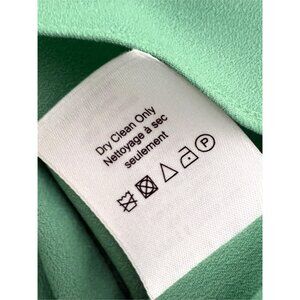 Dry Clean Only
Nettoyage à sec
seulement
P